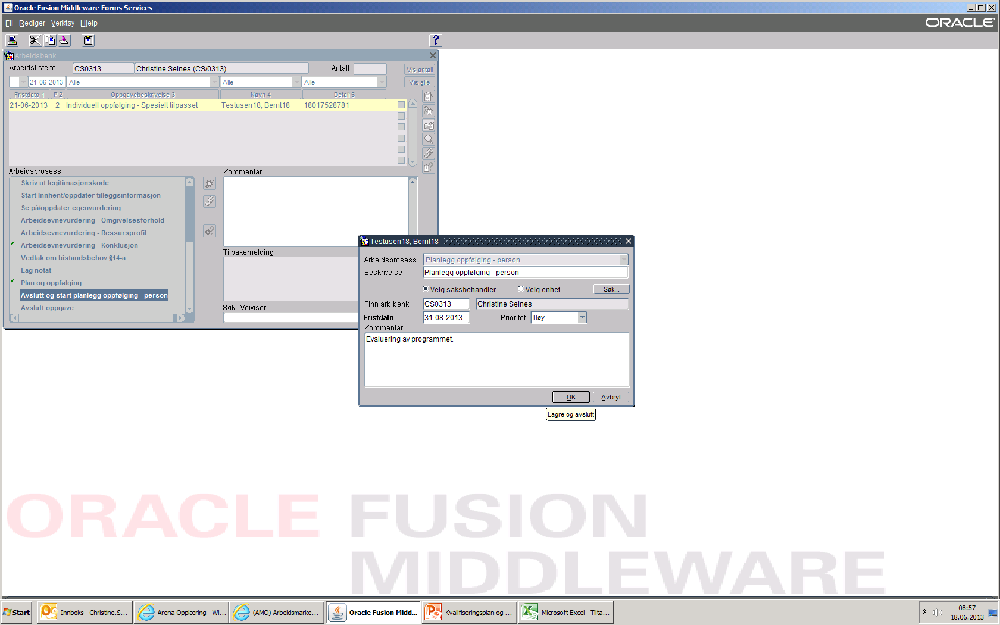 Oracle Fusion Middleware Forms Services
Fil Rediger Verktøy Hjelp
ORACLE
?
Arbeidsbenk
Arbeidsliste for CS0313 Christine Selnes (CS/0313) Antall Vis antall
21-06-2013 Alle Alle Alle Vis alle
Fristdato 1 P 2 Oppgavebeskrivelse 3 Navn 4 Detalj 5
21-06-2013 2 Individuell oppfølging - Spesielt tilpasset Testusen18, Bernt18 18017528781
Arbeidsprosess
Skriv ut legitimasjonskode
Start Innhent/oppdater tilleggsinformasjon
Se på/oppdater egenvurdering
Arbeidsevnevurdering - Omgivelsesforhold
Arbeidsevnevurdering - Ressursprofil
Arbeidsevnevurdering - Konklusjon
Vedtak om bistandsbehov §14-a
Lag notat
Plan og oppfølging
Avslutt og start planlegg oppfølging - person
Avslutt oppgave
Kommentar
Tilbakemelding
Søk i Veiviser
Testusen18, Bernt18
Arbeidsprosess Planlegg oppfølging - person
Beskrivelse Planlegg oppfølging - person
Velg saksbehandler Velg enhet Søk...
Finn arb.benk CS0313 Christine Selnes
Fristdato 31-08-2013 Prioritet Høy
Kommentar
Evaluering av programmet.
OK Avbryt
Lagre og avslutt
ORACLE FUSION
MIDDLEWARE
Start Innboks - Christine.S... Arena Opplæring - Wi... (AMO) Arbeidsmarke... Oracle Fusion Midd... Kvalifiseringsplan og ... Microsoft Excel - Tilta...
08:57
18.06.2013